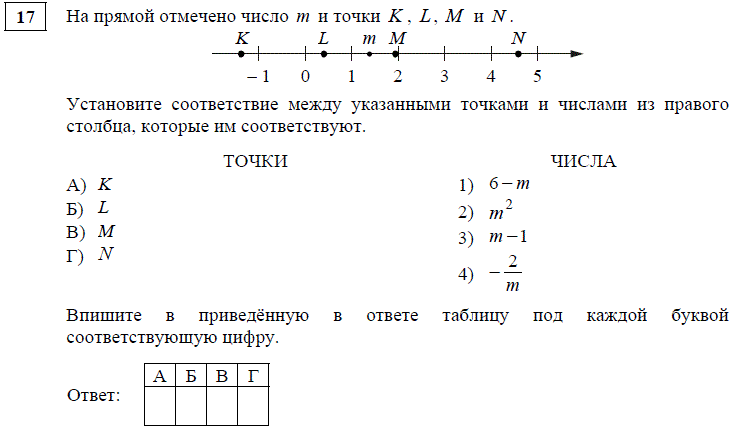 17
На прямой отмечено число m и точки K , L, M и N .
K L m M N
−1 0 1 2 3 4 5
Установите соответствие между указанными точками и числами из правого
столбца, которые им соответствуют.
ТОЧКИ ЧИСЛА
А) K 1) 6−m
Б) L 2) m²
В) M 3) m−1
Г) N 4) −2/m
Впишите в приведённую в ответе таблицу под каждой буквой
соответствующую цифру.
А Б В Г
Ответ: